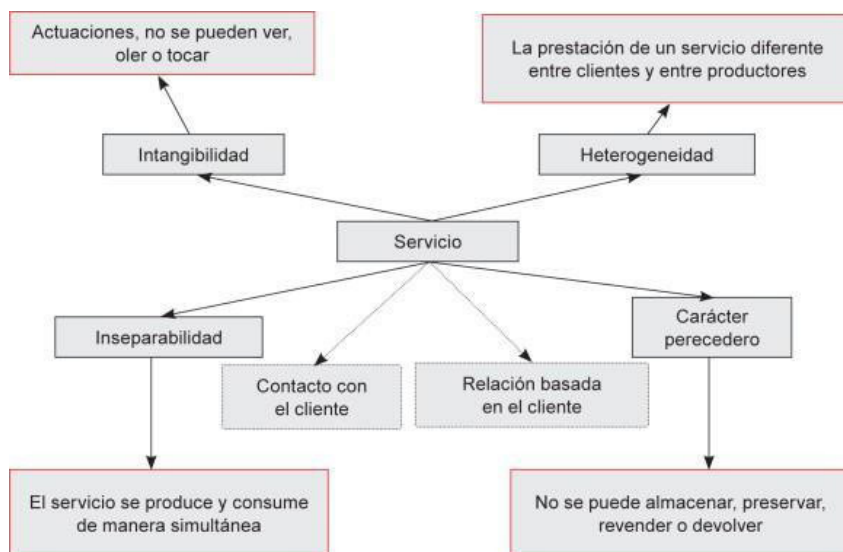 Actuaciones, no se pueden ver,
oler o tocar
La prestación de un servicio diferente
entre clientes y entre productores
Intangibilidad
Heterogeneidad
Servicio
Inseparabilidad
Carácter
perecedero
Contacto con
el cliente
Relación basada
en el cliente
El servicio se produce y consume
de manera simultánea
No se puede almacenar, preservar,
revender o devolver